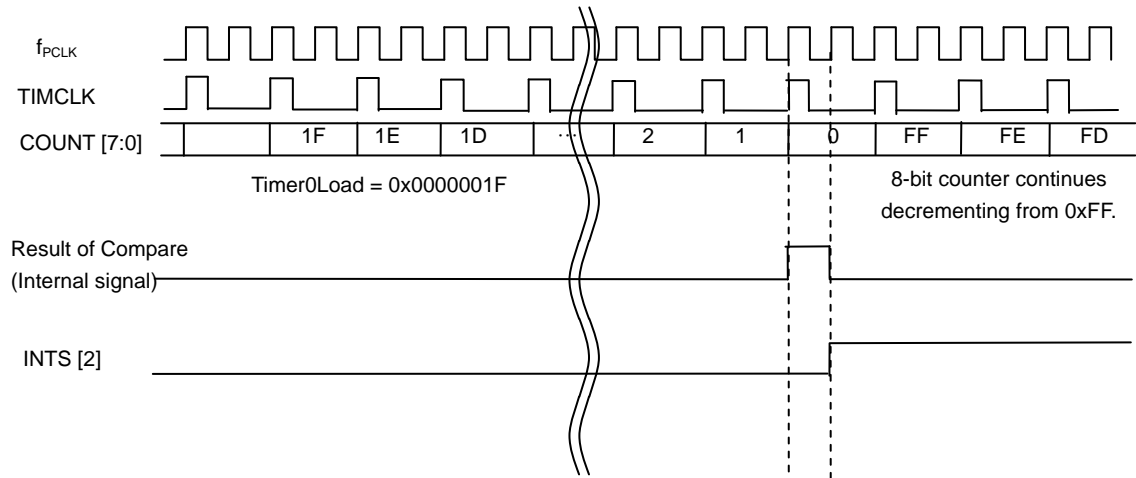 fPCLK
TIMCLK
COUNT [7:0] 1F 1E 1D ... 2 1 0 FF FE FD
Timer0Load = 0x0000001F
8-bit counter continues
decrementing from 0xFF.
Result of Compare
(Internal signal)
INTS [2]